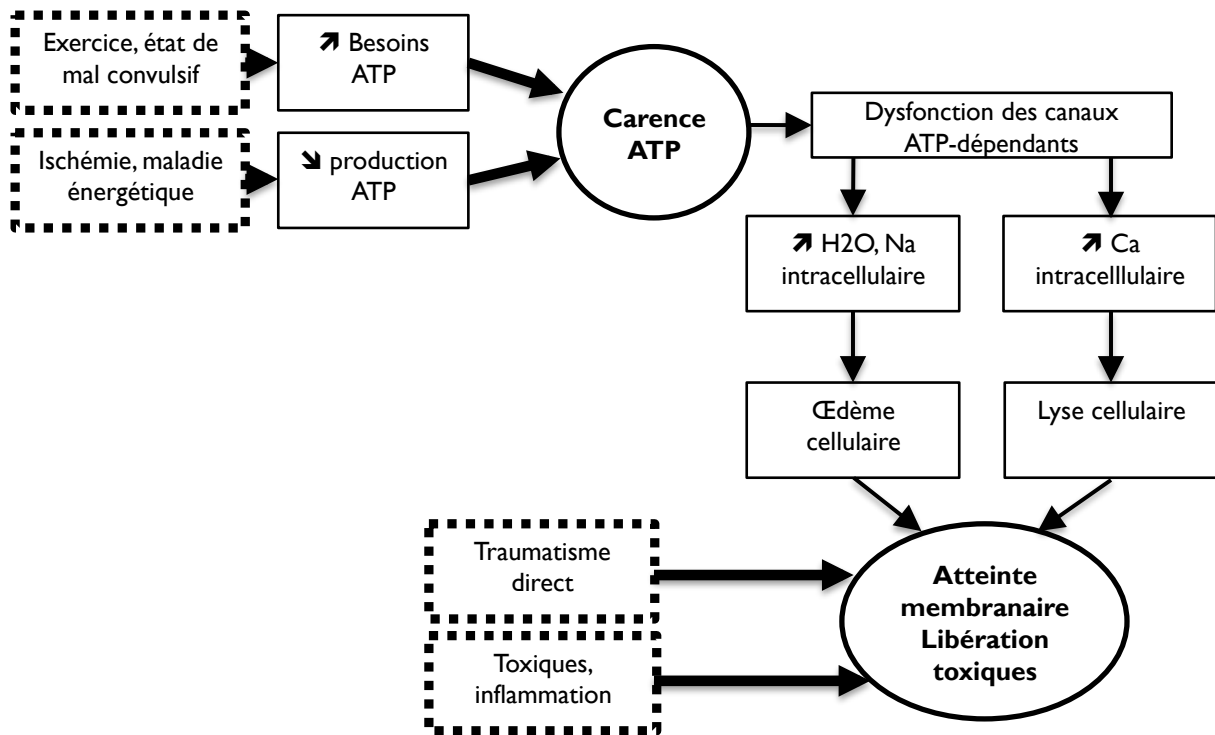 Exercice, état de
mal convulsif
↗ Besoins
ATP
Ischémie, maladie
énergétique
↘ production
ATP
Carence
ATP
Dysfonction des canaux
ATP-dépendants
↗ H2O, Na
intracellulaire
↗ Ca
intracelllulaire
Œdème
cellulaire
Lyse cellulaire
Traumatisme
direct
Toxiques,
inflammation
Atteinte
membranaire
Libération
toxiques